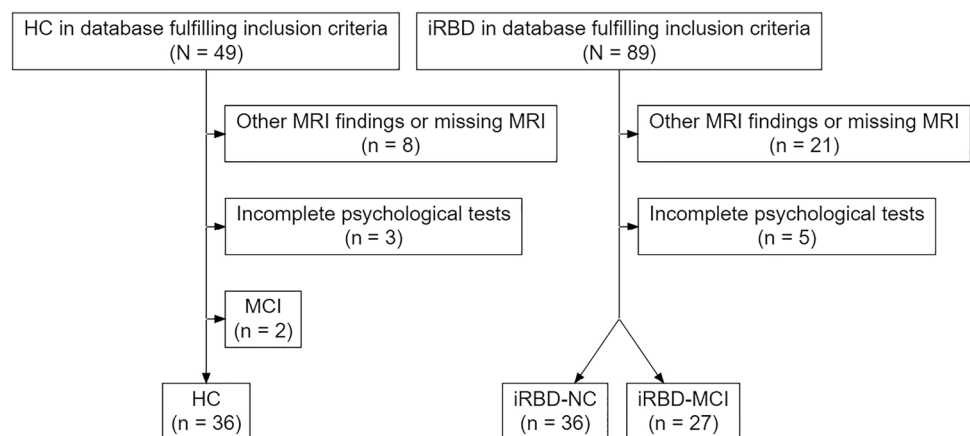 HC in database fulfilling inclusion criteria
(N = 49)
iRBD in database fulfilling inclusion criteria
(N = 89)
Other MRI findings or missing MRI
(n = 8)
Other MRI findings or missing MRI
(n = 21)
Incomplete psychological tests
(n = 3)
Incomplete psychological tests
(n = 5)
MCI
(n = 2)
HC
(n = 36)
iRBD-NC
(n = 36)
iRBD-MCI
(n = 27)